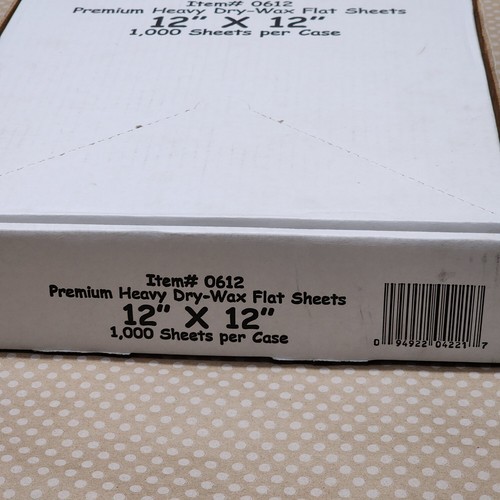 Item# 0612
Premium Heavy Dry-Wax Flat Sheets
12" X 12"
1,000 Sheets per Case
Item# 0612
Premium Heavy Dry-Wax Flat Sheets
12" X 12"
1,000 Sheets per Case
0 94922 04221 7